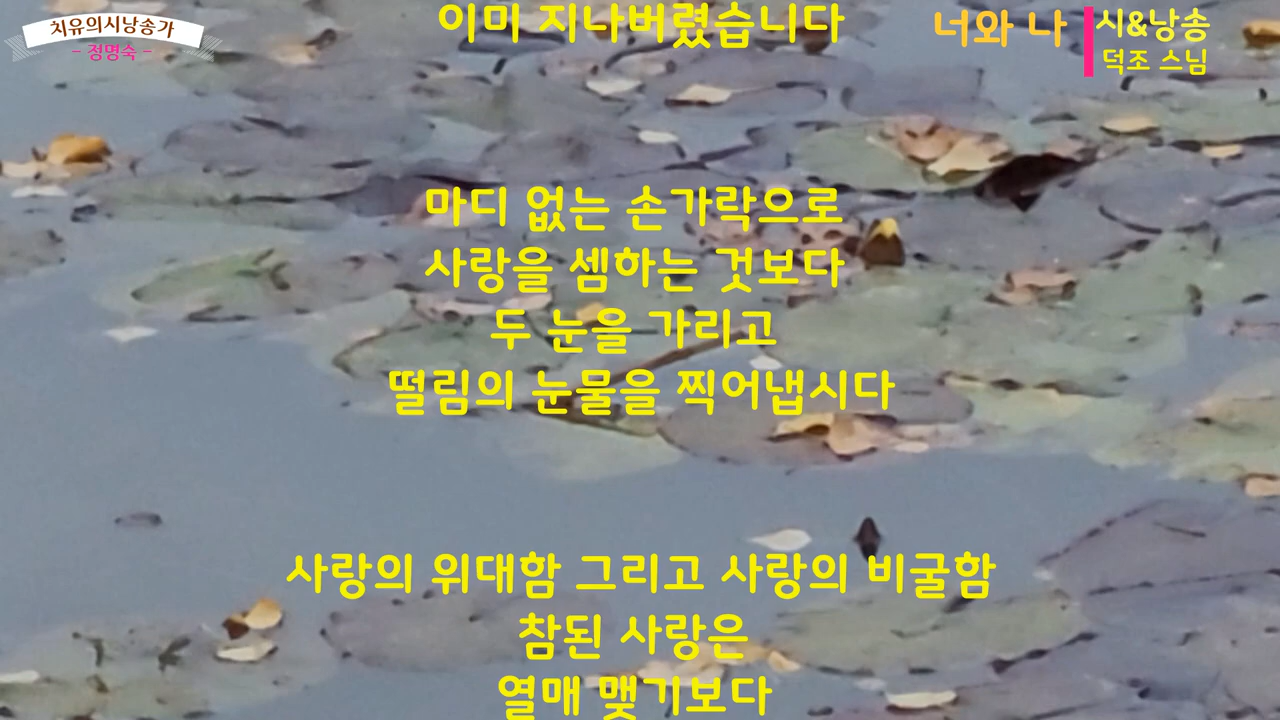 치유의시낭송가
- 정명숙 -
너와 나
시&낭송
덕조 스님
이미 지나버렸습니다
마디 없는 손가락으로
사랑을 셈하는 것보다
두 눈을 가리고
떨림의 눈물을 찍어냅시다
사랑의 위대함 그리고 사랑의 비굴함
참된 사랑은
열매 맺기보다